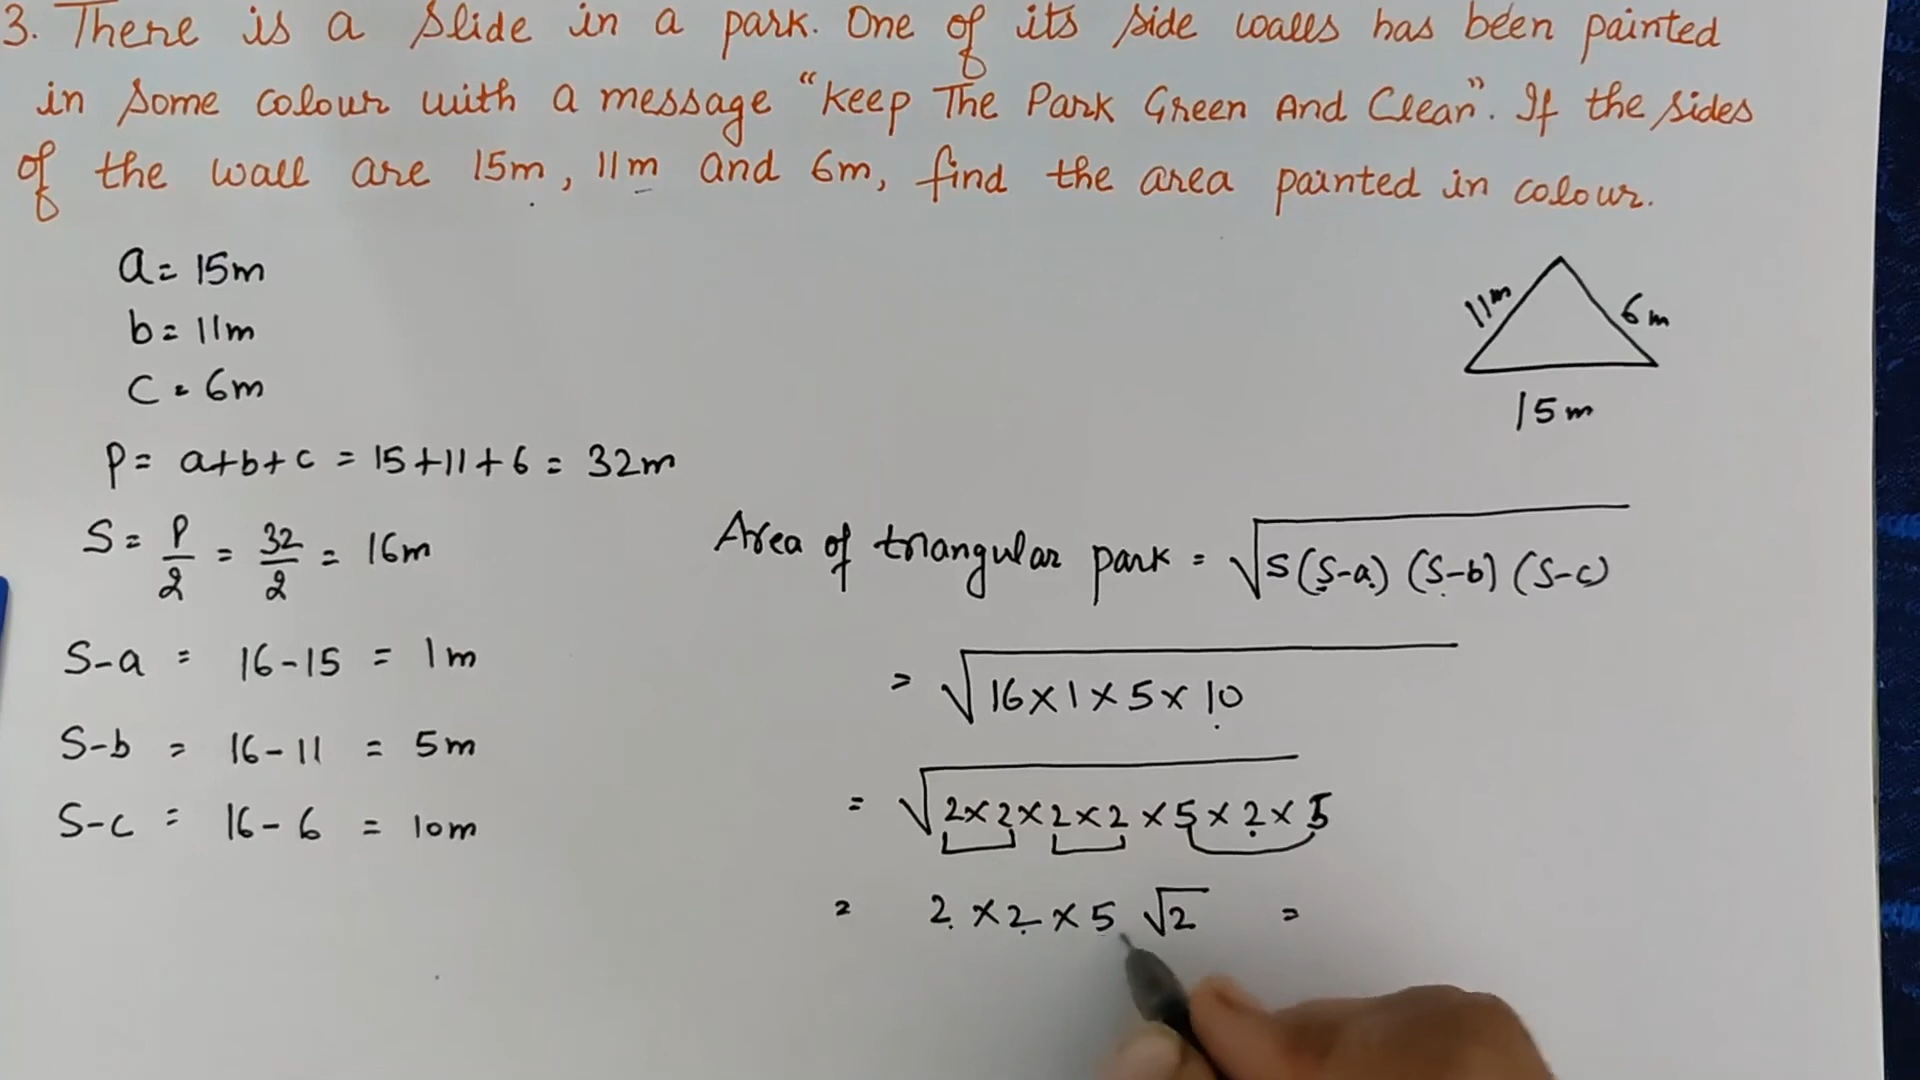 3. There is a slide in a park. One of its side walls has been painted
in some colour with a message "Keep The Park Green And Clean". If the sides
of the wall are 15m, 11m and 6m, find the area painted in colour.
a = 15m
b = 11m
c = 6m
11m
6m
15m
P = a+b+c = 15+11+6 = 32m
S = P/2 = 32/2 = 16m
S-a = 16-15 = 1m
S-b = 16-11 = 5m
S-c = 16-6 = 10m
Area of triangular park = √S(S-a)(S-b)(S-c)
= √16×1×5×10
= √2×2×2×2×5×2×5
= 2×2×5√2 =